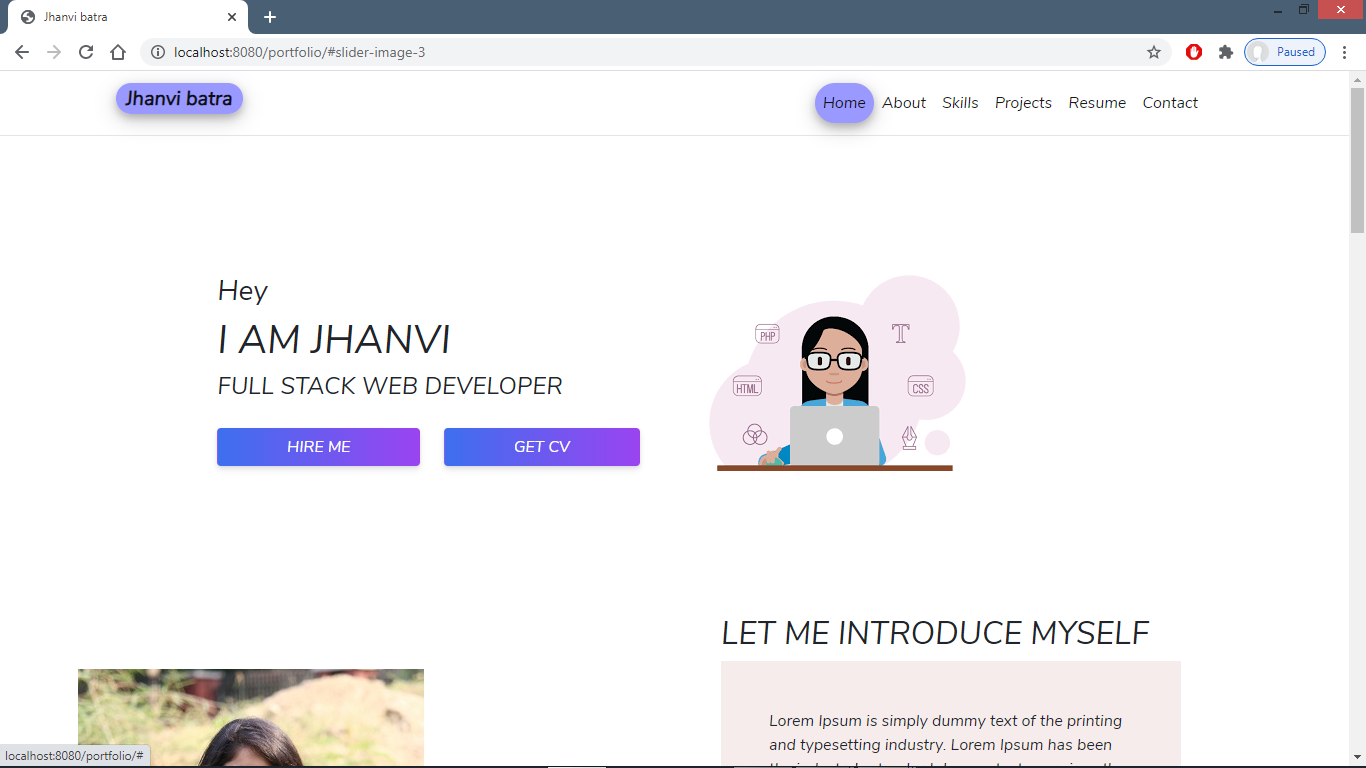 Jhanvi batra
localhost:8080/portfolio/#slider-image-3
Paused
Jhanvi batra
Home About Skills Projects Resume Contact
Hey
I AM JHANVI
FULL STACK WEB DEVELOPER
HIRE ME
GET CV
PHP
T
HTML
CSS
LET ME INTRODUCE MYSELF
Lorem Ipsum is simply dummy text of the printing
and typesetting industry. Lorem Ipsum has been
localhost:8080/portfolio/#